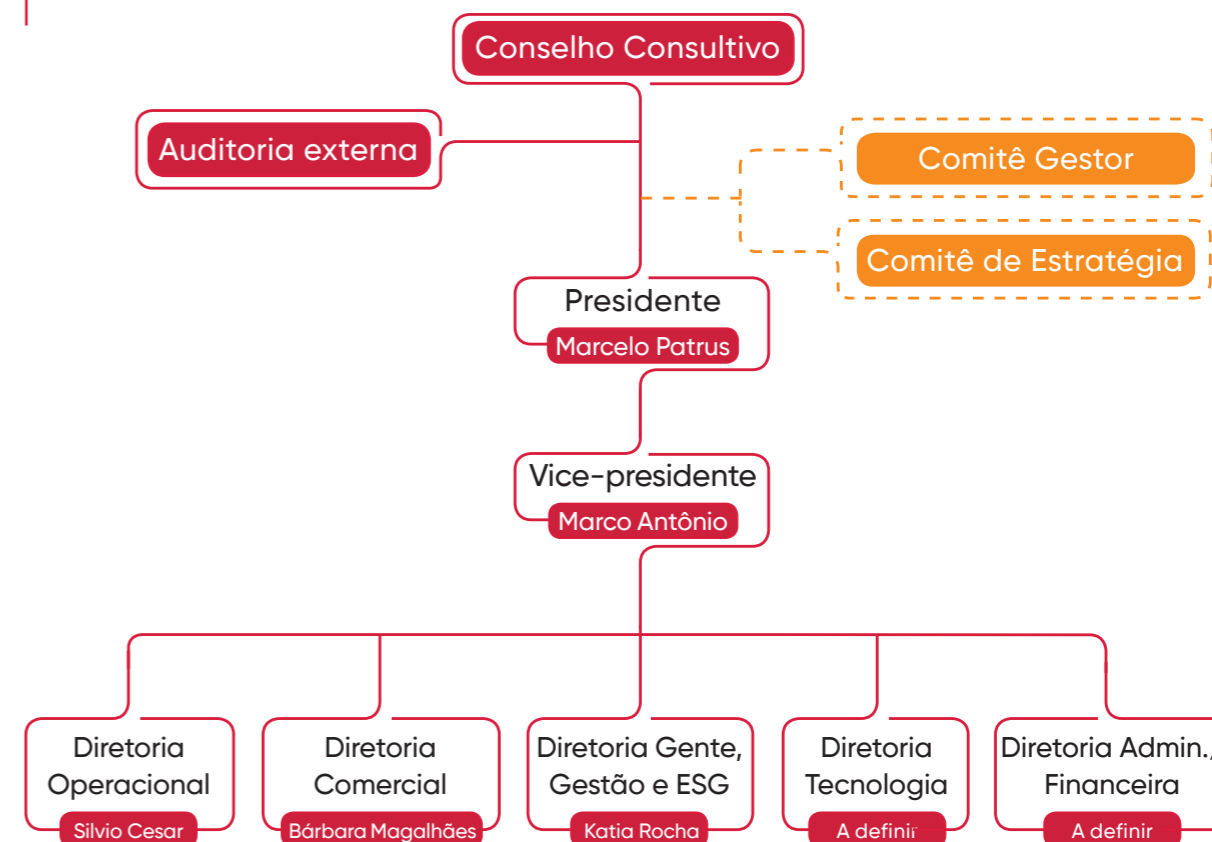 Conselho Consultivo
Auditoria externa
Comitê Gestor
Comitê de Estratégia
Presidente
Marcelo Patrus
Vice-presidente
Marco Antônio
Diretoria
Operacional
Silvio Cesar
Diretoria
Comercial
Bárbara Magalhães
Diretoria Gente,
Gestão e ESG
Katia Rocha
Diretoria
Tecnologia
A definir
Diretoria Admin./
Financeira
A definir